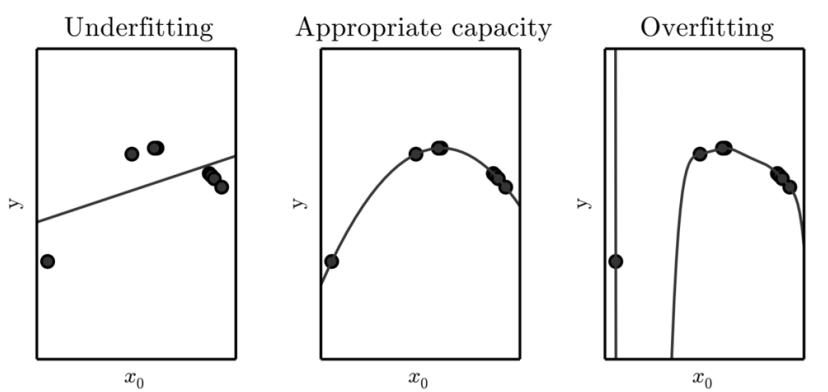 Underfitting
Appropriate capacity
Overfitting
y
y
y
x₀
x₀
x₀